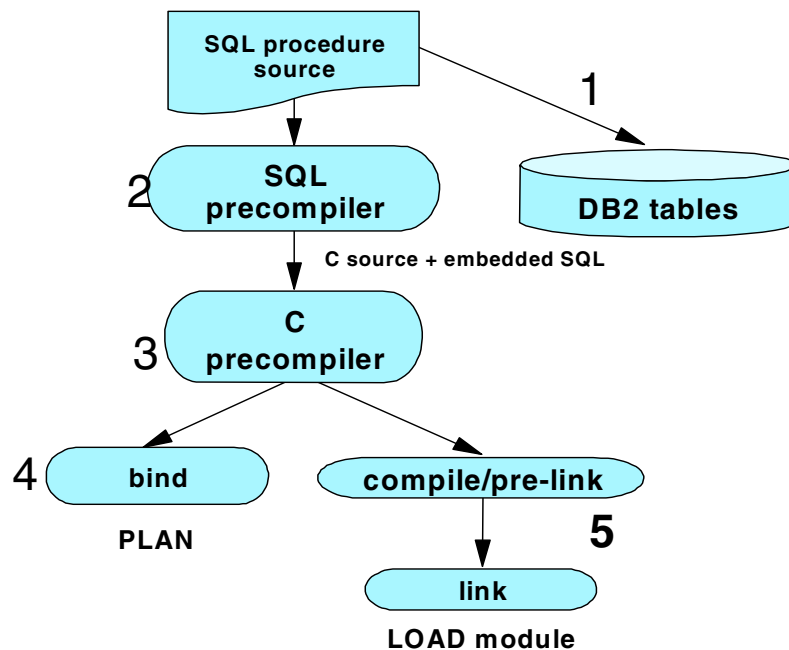 SQL procedure
source
1
2
SQL
precompiler
DB2 tables
C source + embedded SQL
3
C
precompiler
4
bind
compile/pre-link
PLAN
5
link
LOAD module